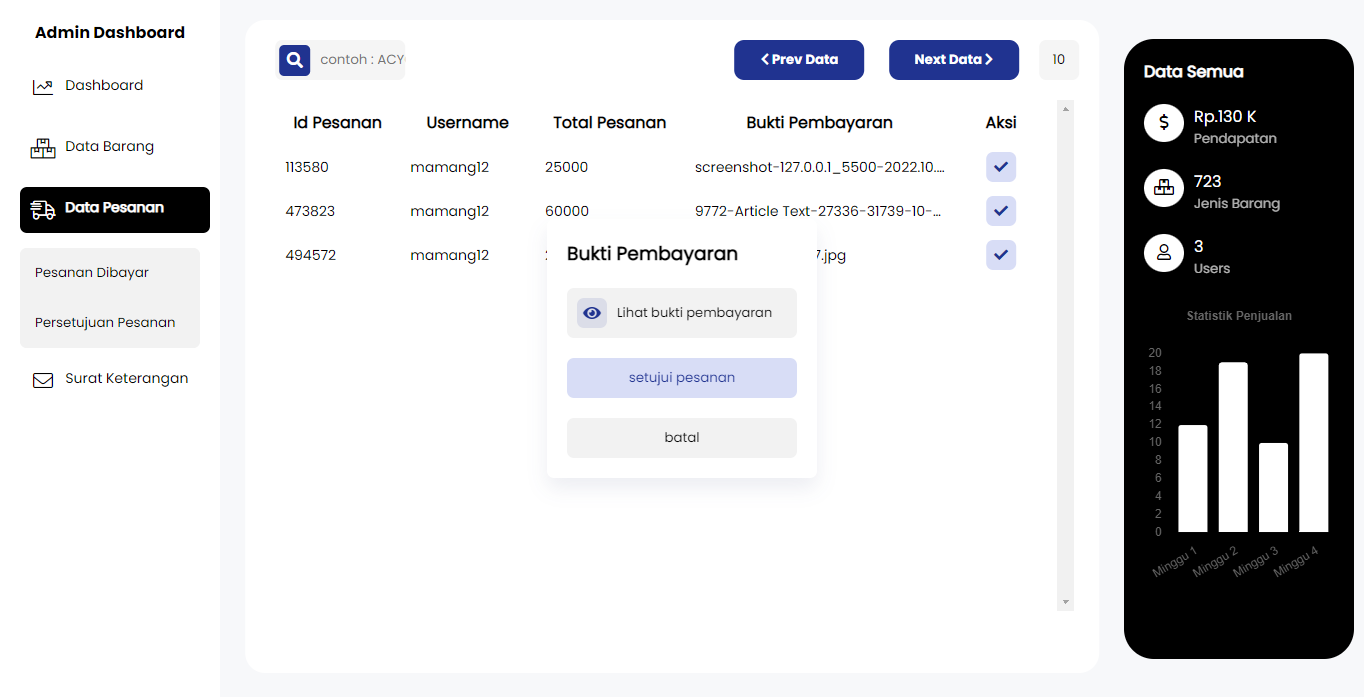 Admin Dashboard
Dashboard
Data Barang
Data Pesanan
Pesanan Dibayar
Persetujuan Pesanan
Surat Keterangan
contoh : ACY
Prev Data
Next Data
10
Id Pesanan Username Total Pesanan Bukti Pembayaran Aksi
113580 mamang12 25000 screenshot-127.0.0.1_5500-2022.10....
473823 mamang12 60000 9772-Article Text-27336-31739-10-...
494572 mamang12 7.jpg
Bukti Pembayaran
Lihat bukti pembayaran
setujui pesanan
batal
Data Semua
Rp.130 K
Pendapatan
723
Jenis Barang
3
Users
Statistik Penjualan
20
18
16
14
12
10
8
6
4
2
0
Minggu 1 Minggu 2 Minggu 3 Minggu 4